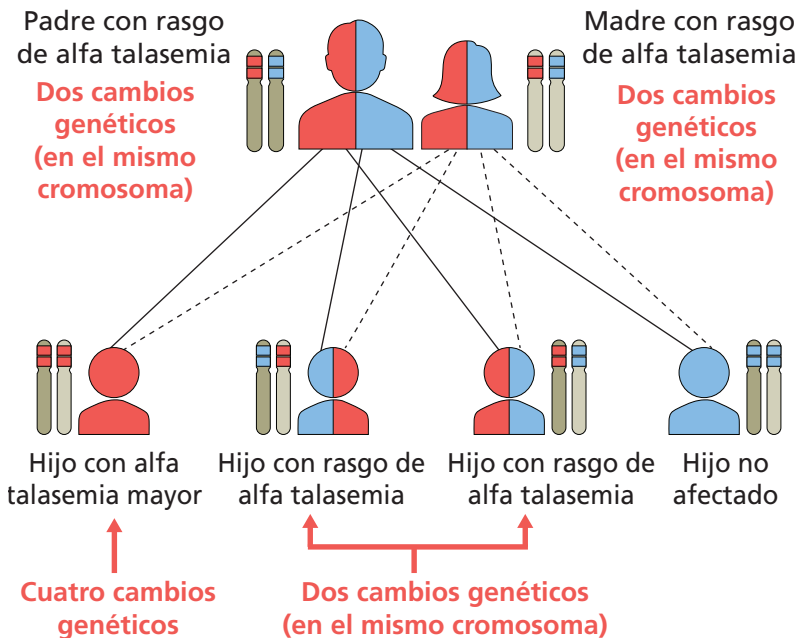 Padre con rasgo
de alfa talasemia
Dos cambios
genéticos
(en el mismo
cromosoma)
Madre con rasgo
de alfa talasemia
Dos cambios
genéticos
(en el mismo
cromosoma)
Hijo con alfa
talasemia mayor
Hijo con rasgo de
alfa talasemia
Hijo con rasgo de
alfa talasemia
Hijo no
afectado
Cuatro cambios
genéticos
Dos cambios genéticos
(en el mismo cromosoma)